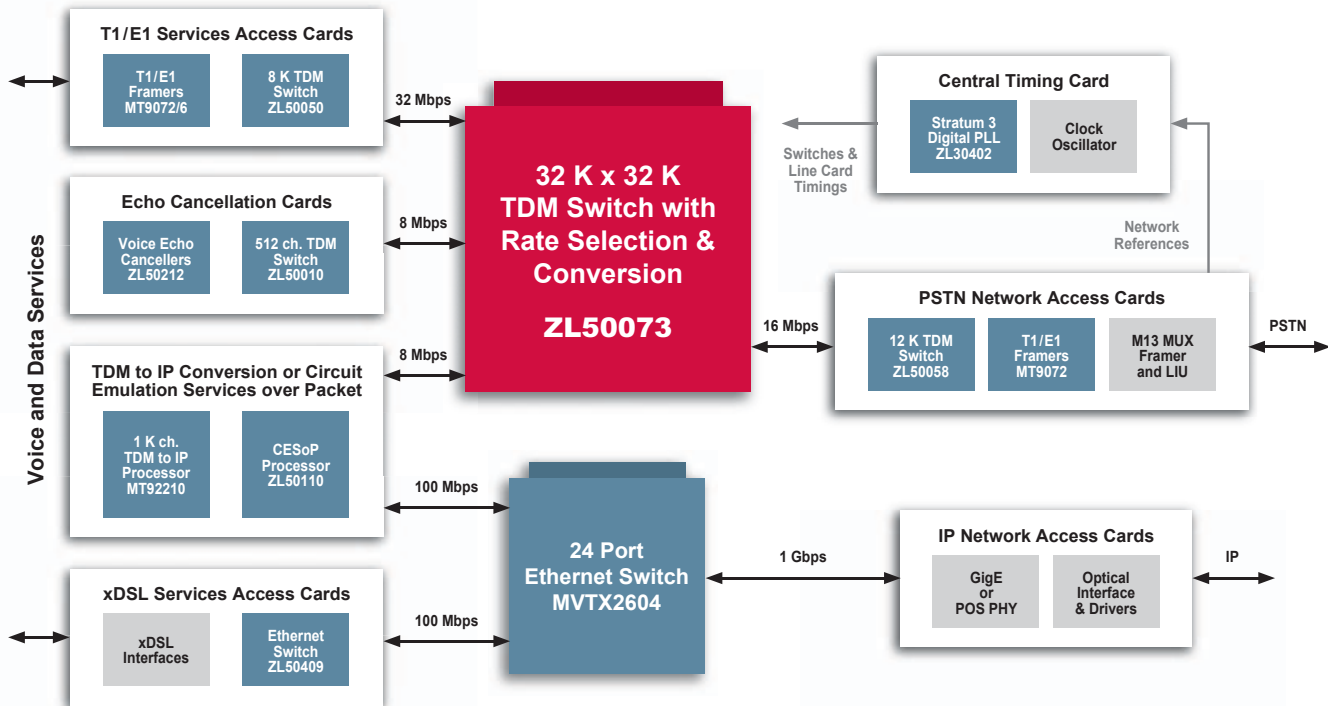 Voice and Data Services
T1/E1 Services Access Cards
T1/E1
Framers
MT9072/6
8 K TDM
Switch
ZL50050
32 Mbps
Echo Cancellation Cards
Voice Echo
Cancellers
ZL50212
512 ch. TDM
Switch
ZL50010
8 Mbps
TDM to IP Conversion or Circuit
Emulation Services over Packet
1 K ch.
TDM to IP
Processor
MT92210
CESoP
Processor
ZL50110
8 Mbps
100 Mbps
xDSL Services Access Cards
xDSL
Interfaces
Ethernet
Switch
ZL50409
100 Mbps
32 K x 32 K
TDM Switch with
Rate Selection &
Conversion
ZL50073
24 Port
Ethernet Switch
MVTX2604
Central Timing Card
Stratum 3
Digital PLL
ZL30402
Clock
Oscillator
Switches &
Line Card
Timings
Network
References
16 Mbps
PSTN Network Access Cards
12 K TDM
Switch
ZL50058
T1/E1
Framers
MT9072
M13 MUX
Framer
and LIU
PSTN
1 Gbps
IP Network Access Cards
GigE
or
POS PHY
Optical
Interface
& Drivers
IP